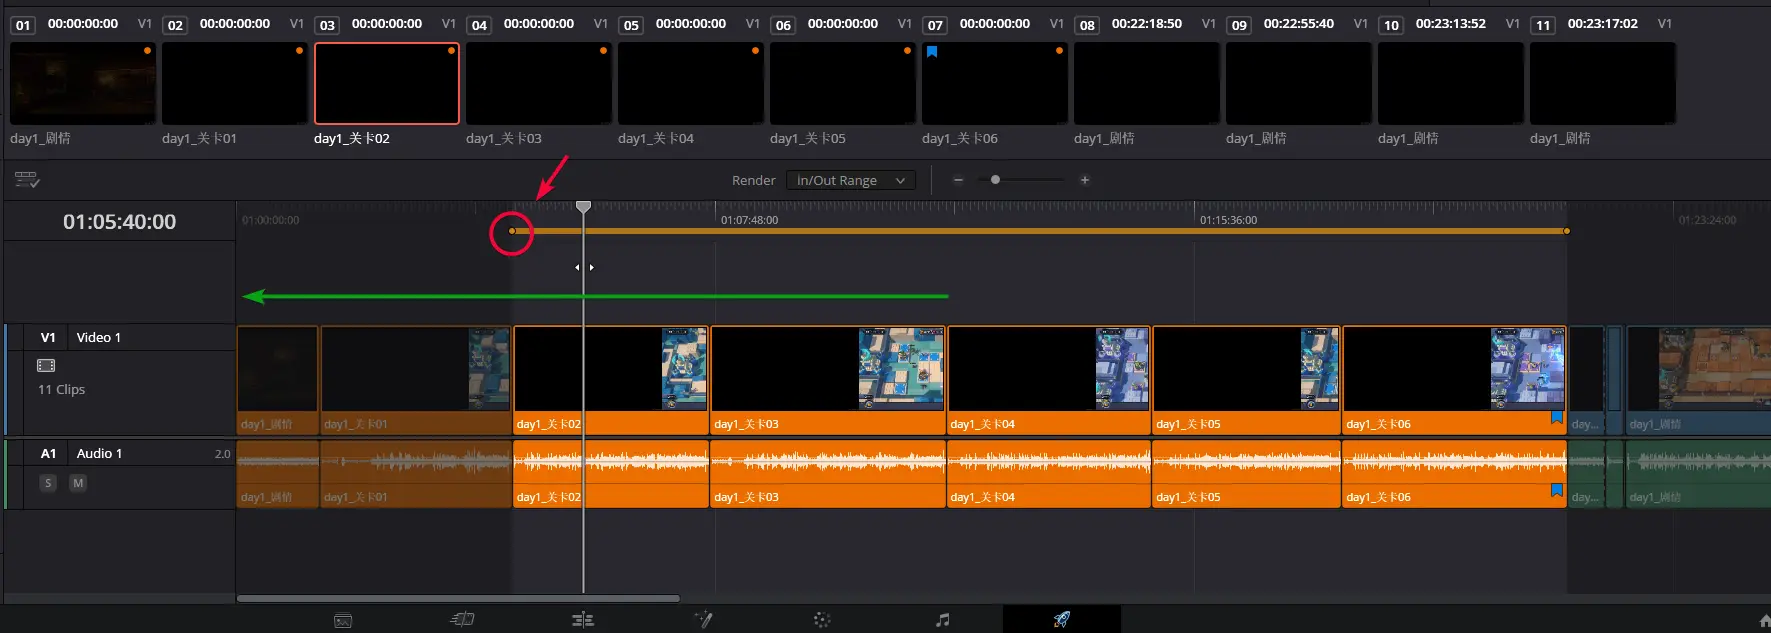 01 00:00:00:00 V1 02 00:00:00:00 V1 03 00:00:00:00 V1 04 00:00:00:00 V1 05 00:00:00:00 V1 06 00:00:00:00 V1 07 00:00:00:00 V1 08 00:22:18:50 V1 09 00:22:55:40 V1 10 00:23:13:52 V1 11 00:23:17:02 V1
day1_剧情 day1_关卡01 day1_关卡02 day1_关卡03 day1_关卡04 day1_关卡05 day1_关卡06 day1_剧情 day1_剧情 day1_剧情 day1_剧情
Render In/Out Range
01:05:40:00 01:00:00:00 01:07:48:00 01:15:36:00 01:23:24:00
V1 Video 1
11 Clips
day1_剧情 day1_关卡01 day1_关卡02 day1_关卡03 day1_关卡04 day1_关卡05 day1_关卡06 day... day1_剧情
A1 Audio 1 2.0
S M
day1_剧情 day1_关卡01 day1_关卡02 day1_关卡03 day1_关卡04 day1_关卡05 day1_关卡06 day... day1_剧情